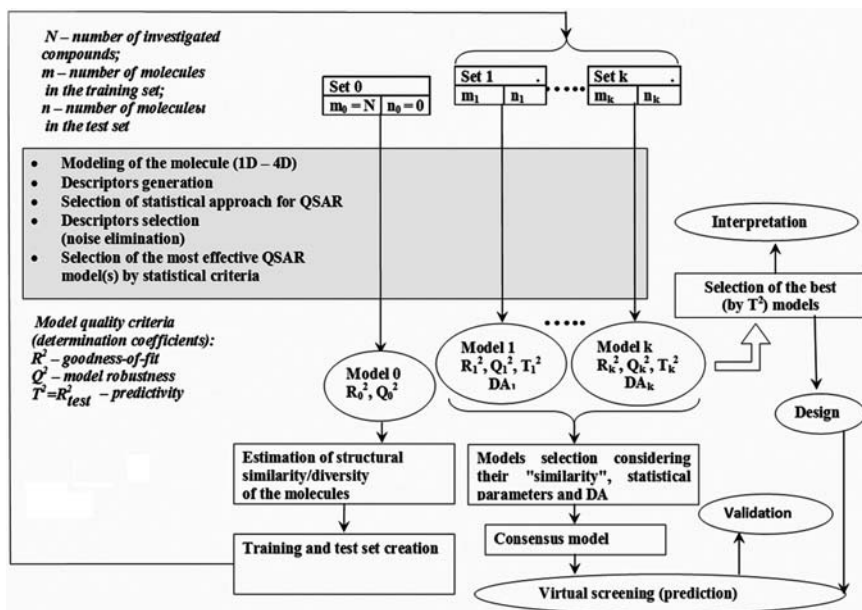 N – number of investigated
compounds;
m – number of molecules
in the training set;
n – number of moleculeы
in the test set
Set 0
m₀ = N n₀ = 0
Set 1 .
m₁ n₁
.....
Set k .
mₖ nₖ
• Modeling of the molecule (1D – 4D)
• Descriptors generation
• Selection of statistical approach for QSAR
• Descriptors selection
(noise elimination)
• Selection of the most effective QSAR
model(s) by statistical criteria
Interpretation
Selection of the best
(by T²) models
Model quality criteria
(determination coefficients):
R² – goodness-of-fit
Q² – model robustness
T²=R²test – predictivity
Model 0
R₀², Q₀²
Model 1
R₁², Q₁², T₁²
DA₁
.....
Model k
Rₖ², Qₖ², Tₖ²
DAₖ
Design
Estimation of structural
similarity/diversity
of the molecules
Models selection considering
their "similarity", statistical
parameters and DA
Validation
Training and test set creation
Consensus model
Virtual screening (prediction)